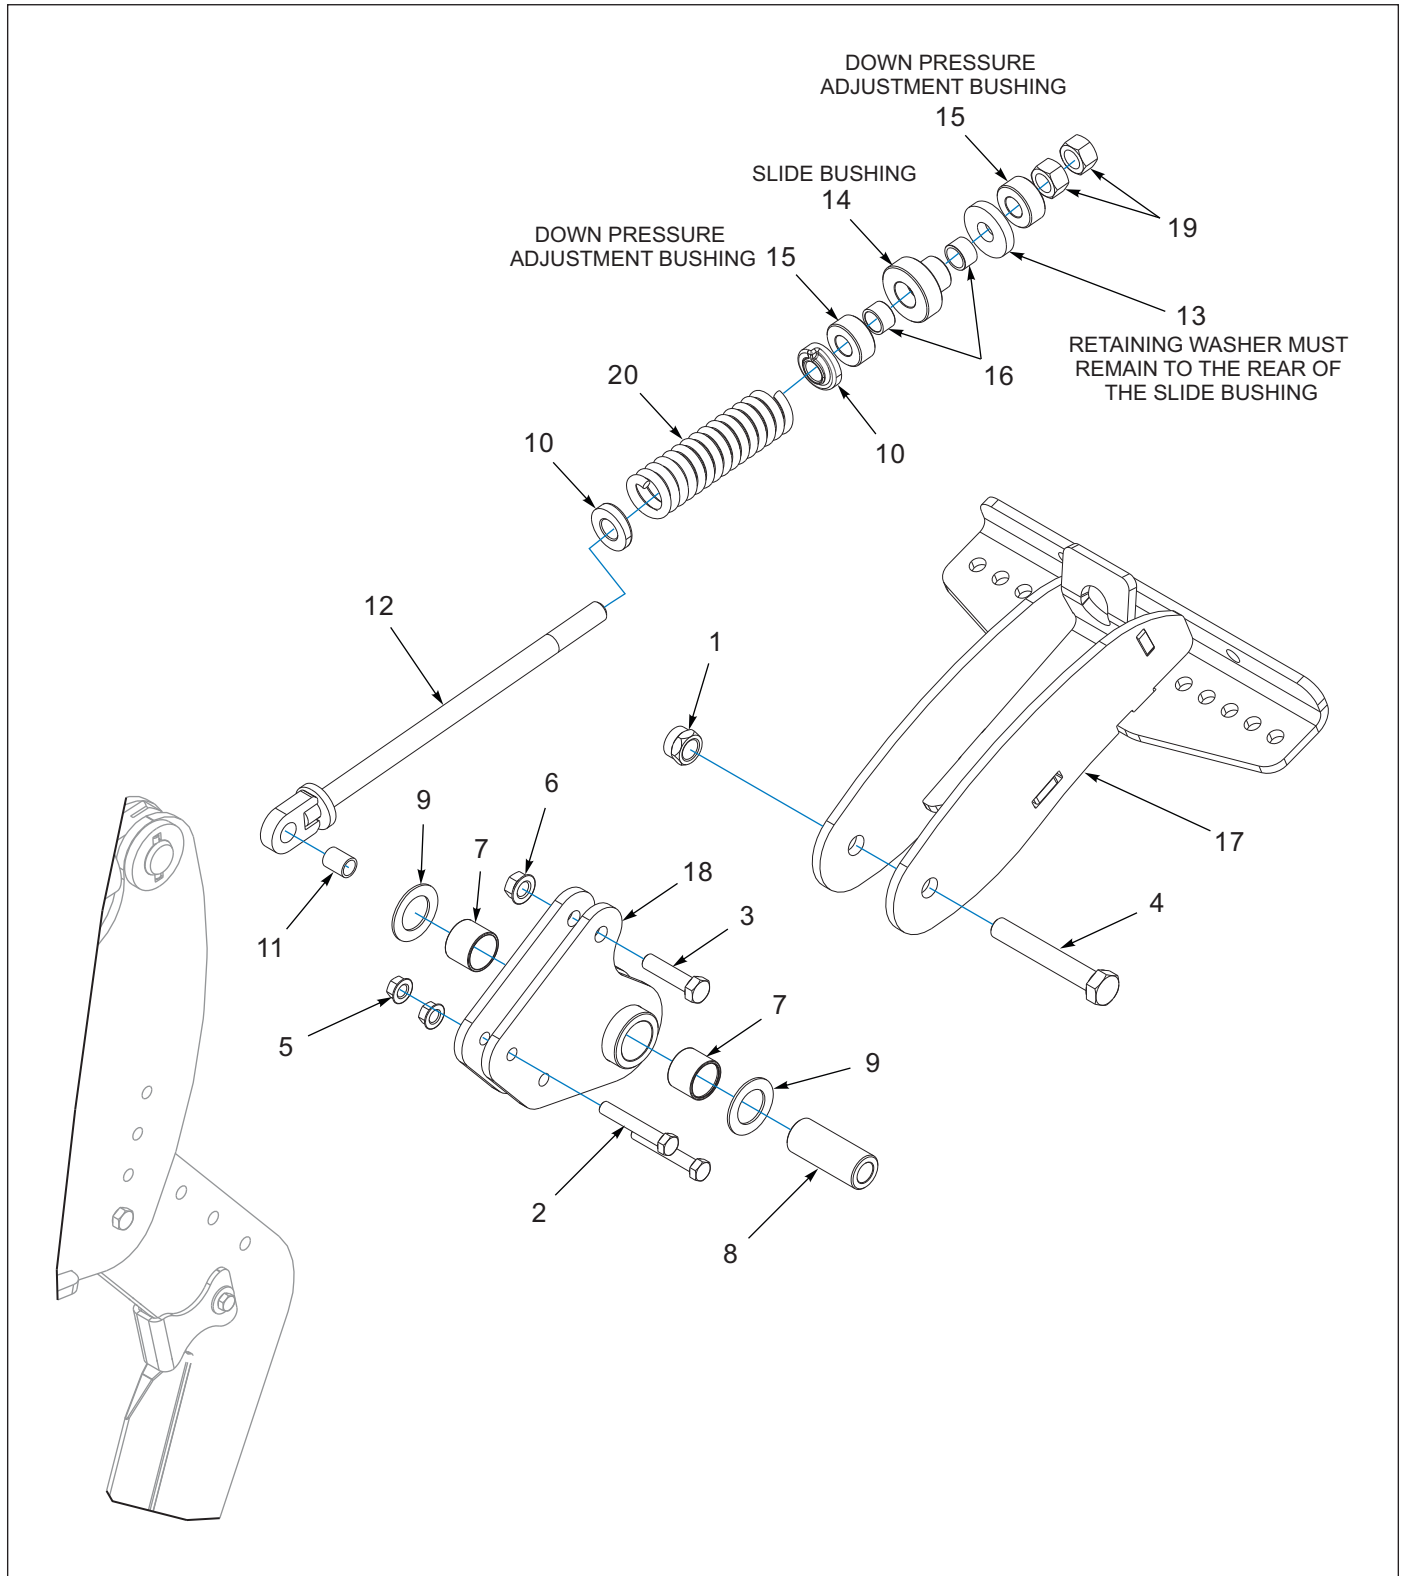 DOWN PRESSURE
ADJUSTMENT BUSHING
15
SLIDE BUSHING
14
19
DOWN PRESSURE
ADJUSTMENT BUSHING 15
13
RETAINING WASHER MUST
REMAIN TO THE REAR OF
THE SLIDE BUSHING
16
20
10
10
12
1
6
9
7
17
18
4
3
11
7
5
9
2
8